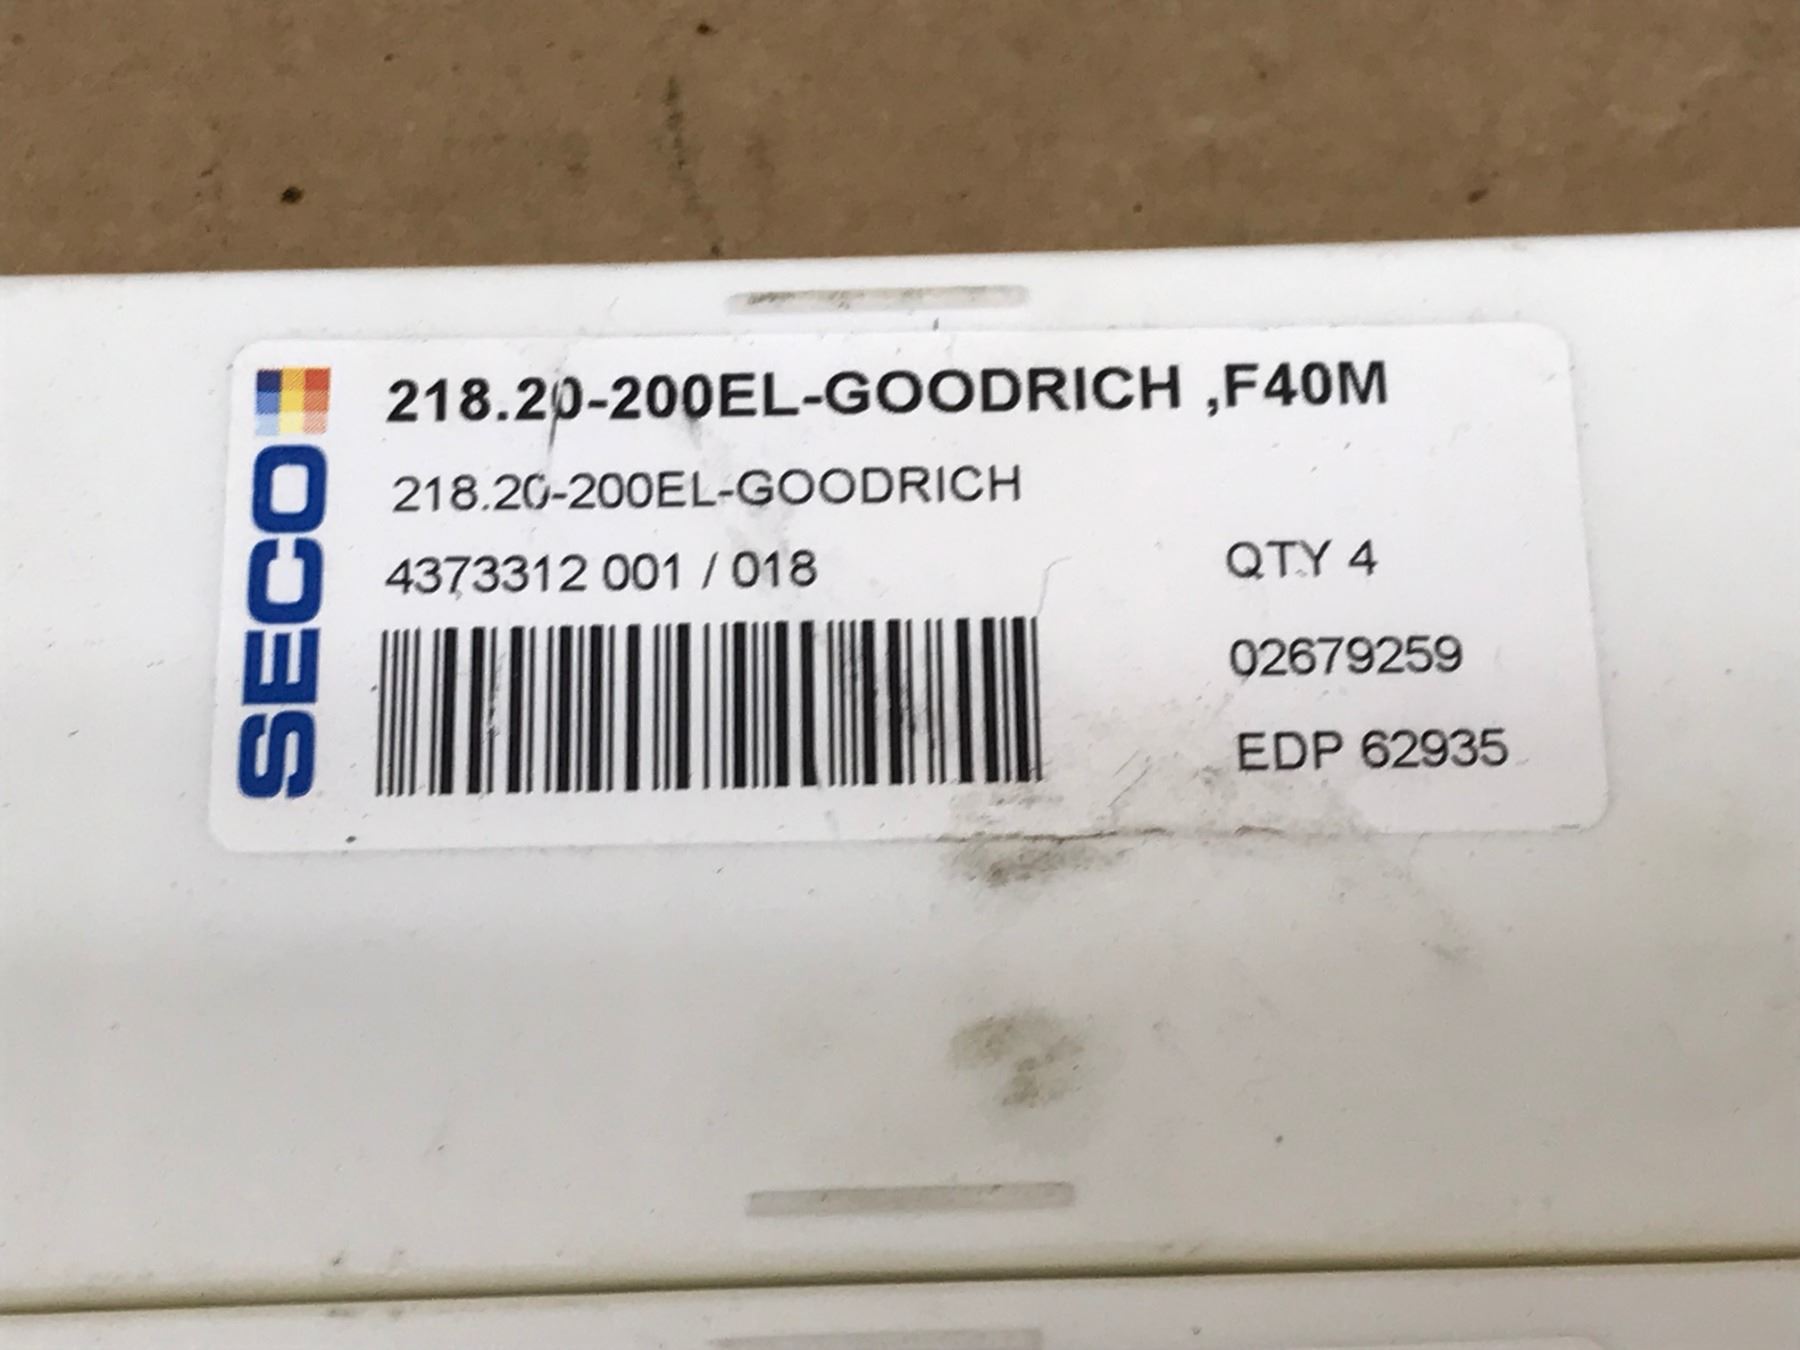 SECO
218.20-200EL-GOODRICH ,F40M
218.20-200EL-GOODRICH
4373312 001 / 018
QTY 4
02679259
EDP 62935